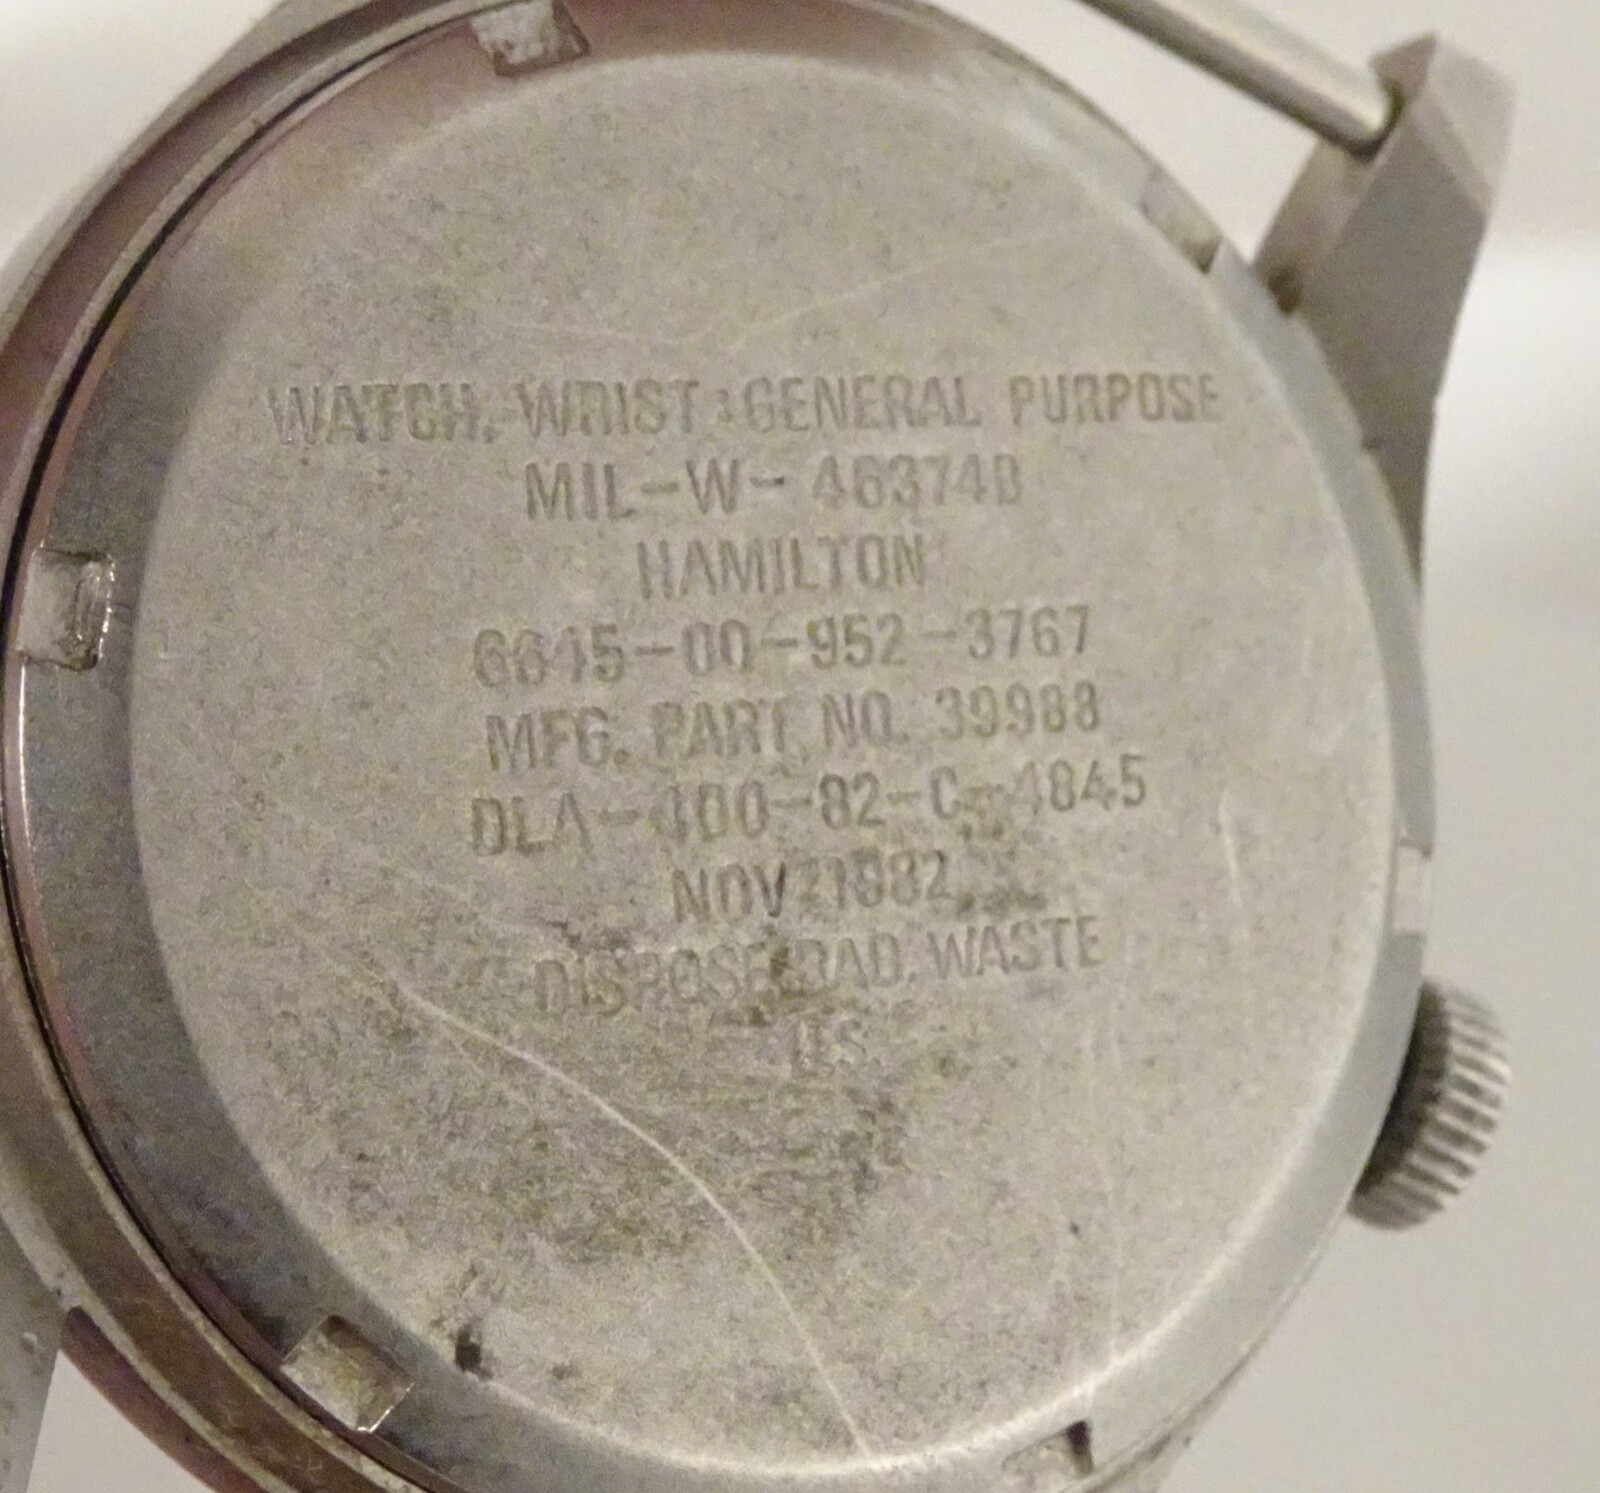 WATCH, WRIST : GENERAL PURPOSE
MIL-W-46374B
HAMILTON
6645-00-952-3767
MFG. PART NO. 39988
DLA-400-82-C-4845
NOV 1982
DISPOSE RAD. WASTE
U.S.